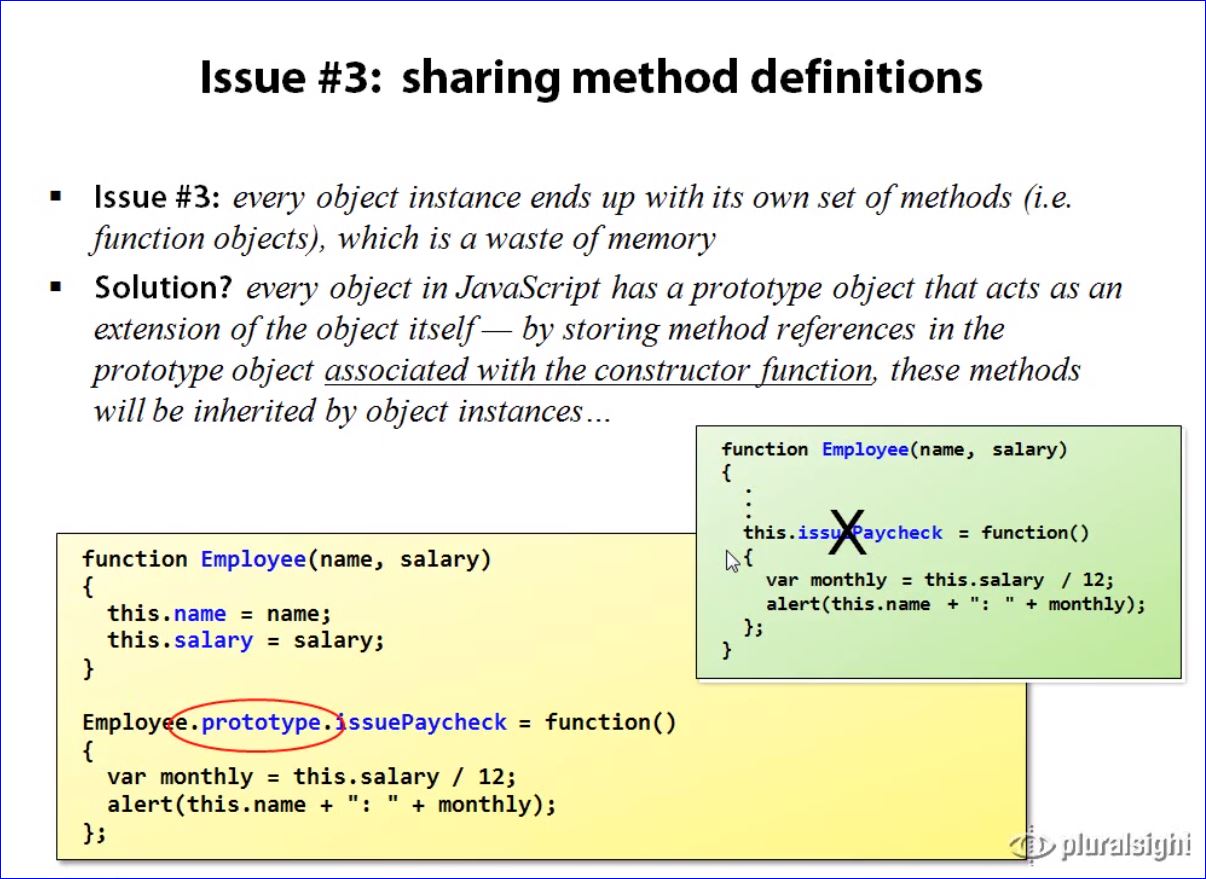 Issue #3: sharing method definitions
▪ Issue #3: every object instance ends up with its own set of methods (i.e.
function objects), which is a waste of memory
▪ Solution? every object in JavaScript has a prototype object that acts as an
extension of the object itself — by storing method references in the
prototype object associated with the constructor function, these methods
will be inherited by object instances…
function Employee(name, salary)
{
.
.
.
this.issuePaycheck = function()
{
var monthly = this.salary / 12;
alert(this.name + ": " + monthly);
};
}
X
function Employee(name, salary)
{
this.name = name;
this.salary = salary;
}
Employee.prototype.issuePaycheck = function()
{
var monthly = this.salary / 12;
alert(this.name + ": " + monthly);
};
pluralsight